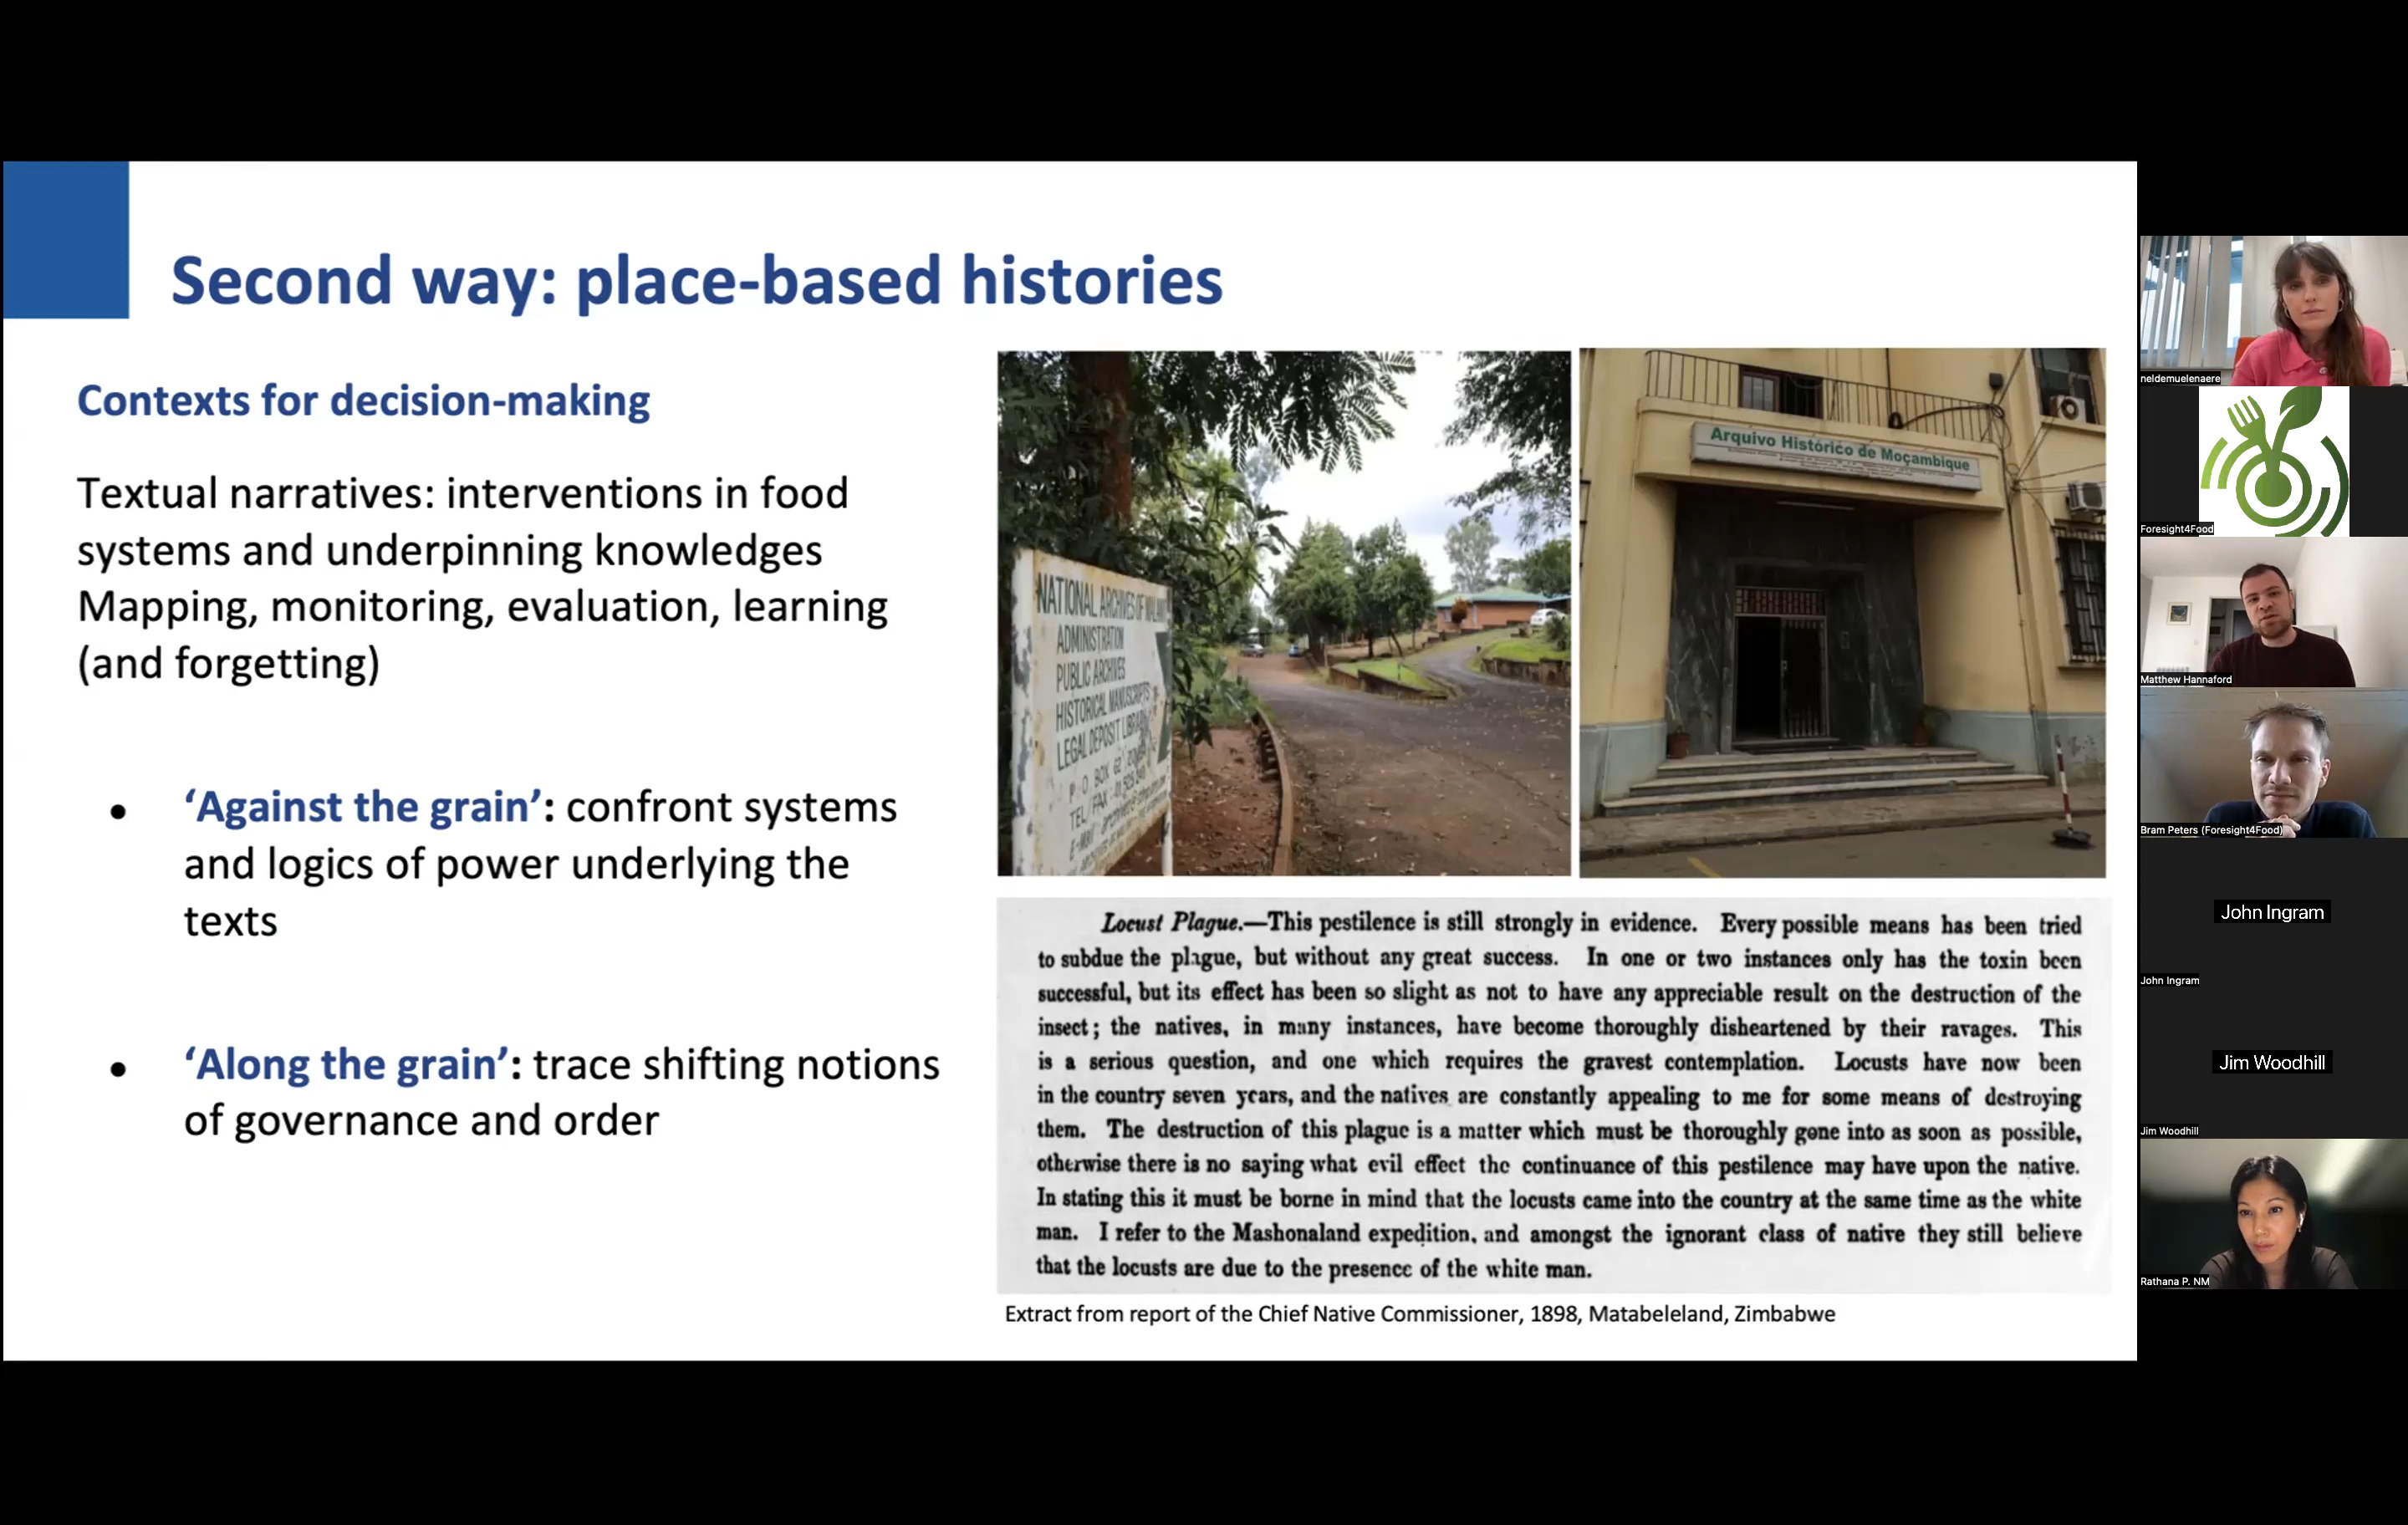 Second way: place-based histories
Contexts for decision-making
Textual narratives: interventions in food
systems and underpinning knowledges
Mapping, monitoring, evaluation, learning
(and forgetting)
• ‘Against the grain’: confront systems
and logics of power underlying the
texts
• ‘Along the grain’: trace shifting notions
of governance and order
NATIONAL ARCHIVES OF
ADMINISTRATION
PUBLIC ARCHIVES
HISTORICAL MANUSCRIPTS
LEGAL DEPOSIT LIBRARY
P O BOX 62
TEL/FAX
Arquivo Histórico de Moçambique
Locust Plague.—This pestilence is still strongly in evidence. Every possible means has been tried
to subdue the plague, but without any great success. In one or two instances only has the toxin been
successful, but its effect has been so slight as not to have any appreciable result on the destruction of the
insect; the natives, in many instances, have become thoroughly disheartened by their ravages. This
is a serious question, and one which requires the gravest contemplation. Locusts have now been
in the country seven years, and the natives are constantly appealing to me for some means of destroying
them. The destruction of this plague is a matter which must be thoroughly gone into as soon as possible,
otherwise there is no saying what evil effect the continuance of this pestilence may have upon the native.
In stating this it must be borne in mind that the locusts came into the country at the same time as the white
man. I refer to the Mashonaland expedition, and amongst the ignorant class of native they still believe
that the locusts are due to the presence of the white man.
Extract from report of the Chief Native Commissioner, 1898, Matabeleland, Zimbabwe
neldemuelenaere
Foresight4Food
Matthew Hannaford
Bram Peters (Foresight4Food)
John Ingram
John Ingram
Jim Woodhill
Jim Woodhill
Rathana P. NM